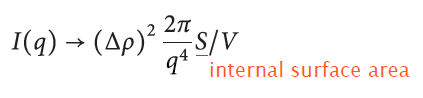 I(q) → (Δρ)² 2π/q⁴ S/V
internal surface area